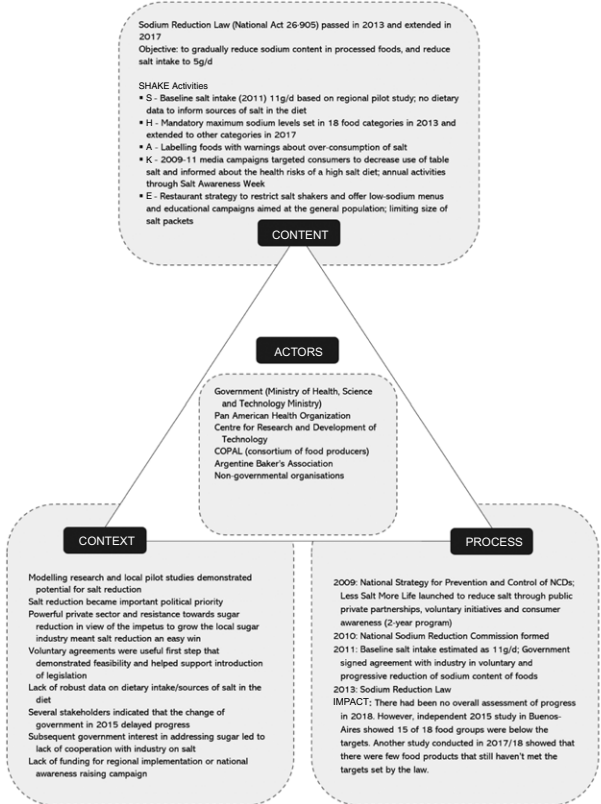 Sodium Reduction Law (National Act 26-905) passed in 2013 and extended in
2017
Objective: to gradually reduce sodium content in processed foods, and reduce
salt intake to 5g/d
SHAKE Activities
▪ S - Baseline salt intake (2011) 11g/d based on regional pilot study; no dietary
data to inform sources of salt in the diet
▪ H - Mandatory maximum sodium levels set in 18 food categories in 2013 and
extended to other categories in 2017
▪ A - Labelling foods with warnings about over-consumption of salt
▪ K - 2009-11 media campaigns targeted consumers to decrease use of table
salt and informed about the health risks of a high salt diet; annual activities
through Salt Awareness Week
▪ E - Restaurant strategy to restrict salt shakers and offer low-sodium menus
and educational campaigns aimed at the general population; limiting size of
salt packets
CONTENT
ACTORS
Government (Ministry of Health, Science
and Technology Ministry)
Pan American Health Organization
Centre for Research and Development of
Technology
COPAL (consortium of food producers)
Argentine Baker's Association
Non-governmental organisations
CONTEXT
Modelling research and local pilot studies demonstrated
potential for salt reduction
Salt reduction became important political priority
Powerful private sector and resistance towards sugar
reduction in view of the impetus to grow the local sugar
industry meant salt reduction an easy win
Voluntary agreements were useful first step that
demonstrated feasibility and helped support introduction
of legislation
Lack of robust data on dietary intake/sources of salt in the
diet
Several stakeholders indicated that the change of
government in 2015 delayed progress
Subsequent government interest in addressing sugar led to
lack of cooperation with industry on salt
Lack of funding for regional implementation or national
awareness raising campaign
PROCESS
2009: National Strategy for Prevention and Control of NCDs;
Less Salt More Life launched to reduce salt through public
private partnerships, voluntary initiatives and consumer
awareness (2-year program)
2010: National Sodium Reduction Commission formed
2011: Baseline salt intake estimated as 11g/d; Government
signed agreement with industry in voluntary and
progressive reduction of sodium content of foods
2013: Sodium Reduction Law
IMPACT: There had been no overall assessment of progress
in 2018. However, independent 2015 study in Buenos-
Aires showed 15 of 18 food groups were below the
targets. Another study conducted in 2017/18 showed that
there were few food products that still haven't met the
targets set by the law.